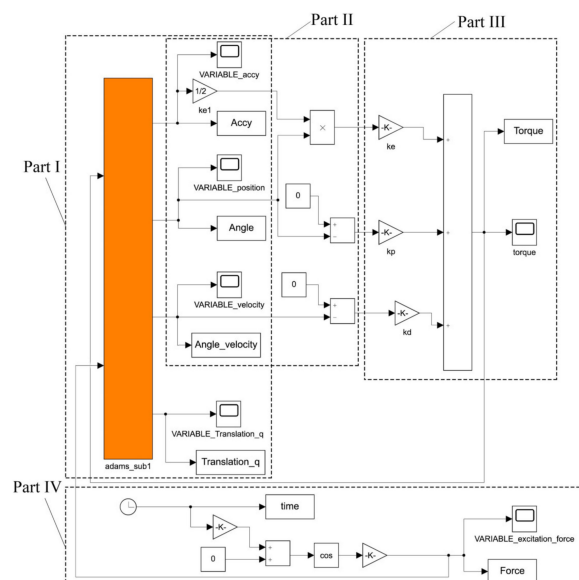 Part II
Part III
VARIABLE_accy
1/2
ke1
Accy
×
-K-
ke
+
Torque
Part I
VARIABLE_position
0
Angle
+
−
-K-
kp
+
torque
VARIABLE_velocity
0
+
−
-K-
kd
+
Angle_velocity
VARIABLE_Translation_q
adams_sub1
Translation_q
Part IV
time
-K-
VARIABLE_excitation_force
0
+
+
cos
-K-
Force